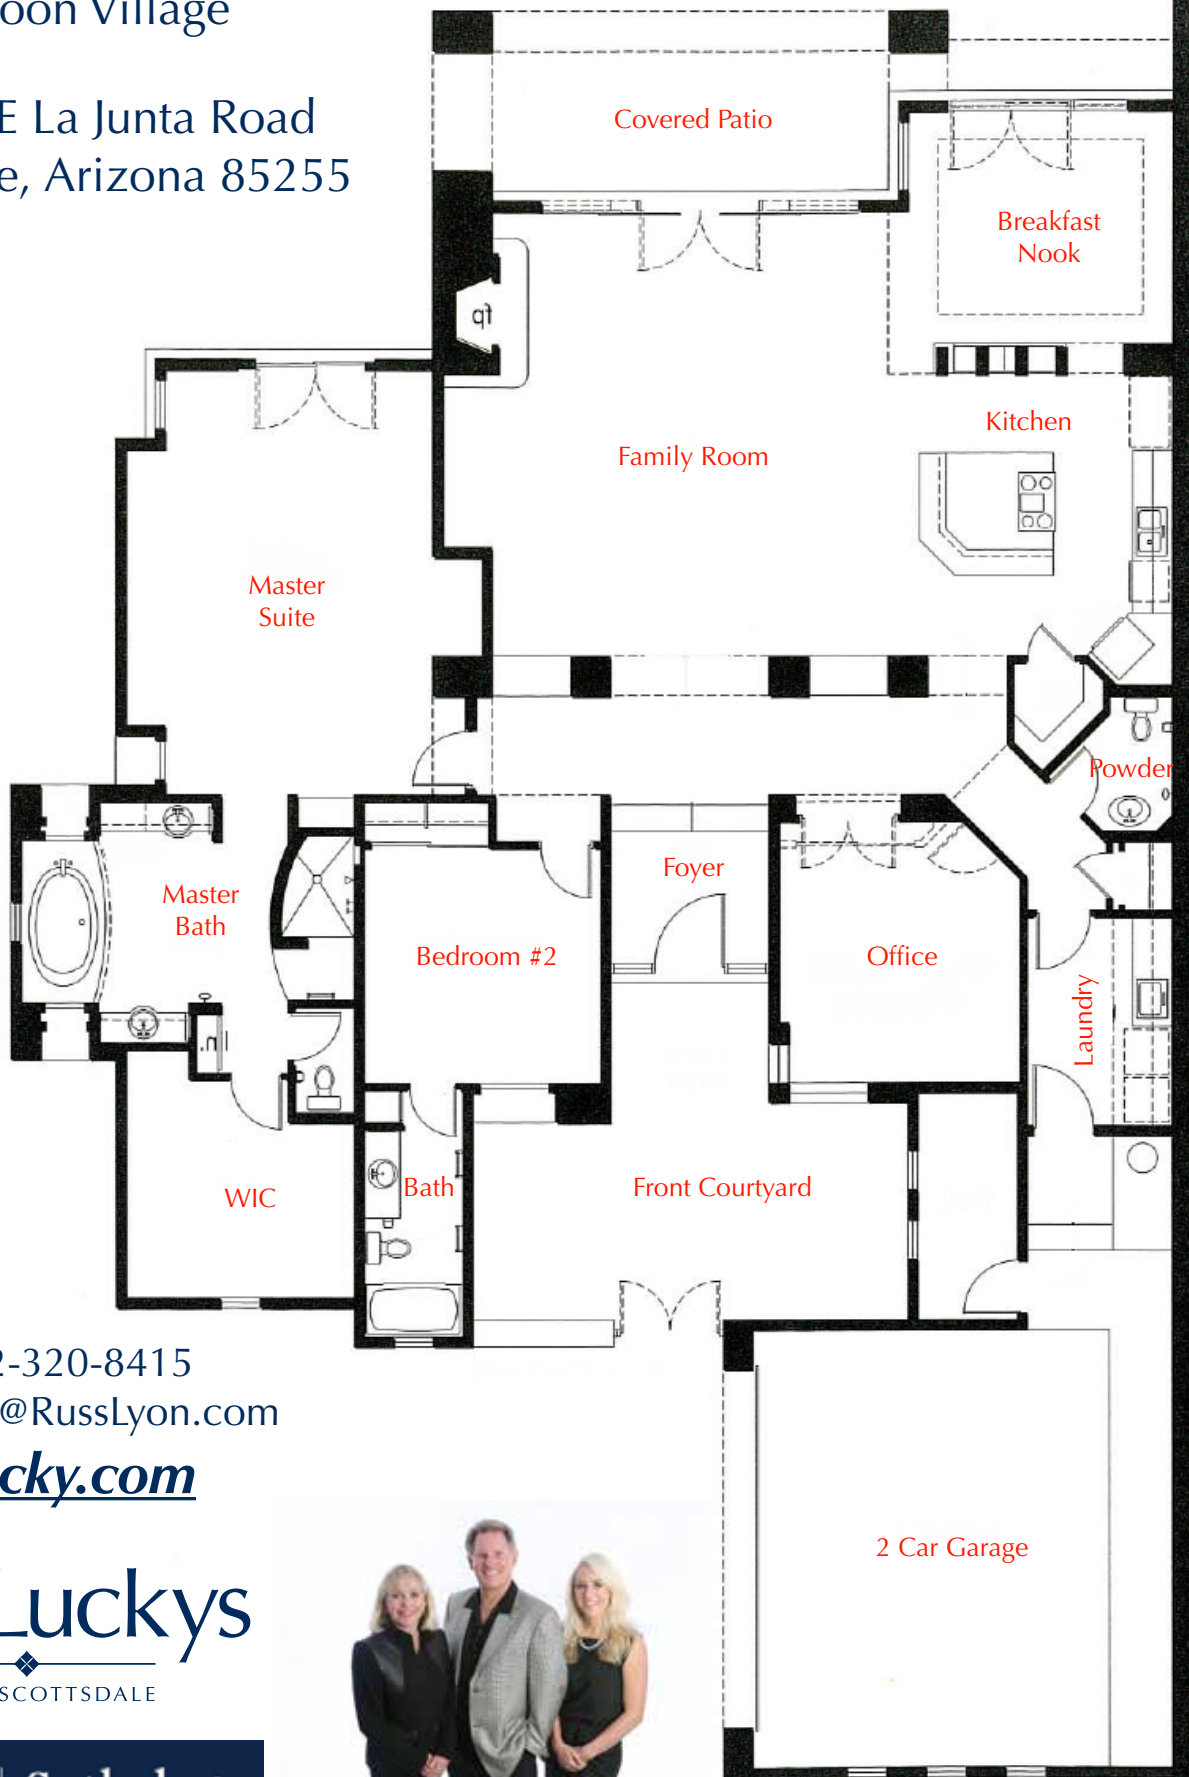 oon Village
E La Junta Road
e, Arizona 85255
Covered Patio
Breakfast
Nook
Kitchen
Family Room
Master
Suite
Powder
Foyer
Master
Bath
Bedroom #2
Office
Laundry
Bath
WIC
Front Courtyard
2-320-8415
@RussLyon.com
cky.com
2 Car Garage
Luckys
SCOTTSDALE